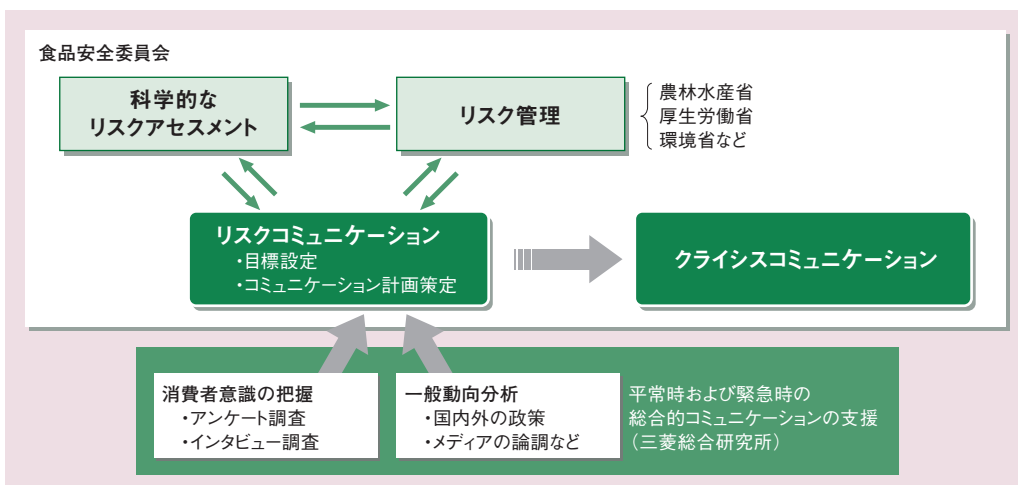 食品安全委員会
科学的な
リスクアセスメント
リスク管理
農林水産省
厚生労働省
環境省など
リスクコミュニケーション
・目標設定
・コミュニケーション計画策定
クライシスコミュニケーション
消費者意識の把握
・アンケート調査
・インタビュー調査
一般動向分析
・国内外の政策
・メディアの論調など
平常時および緊急時の
総合的コミュニケーションの支援
（三菱総合研究所）